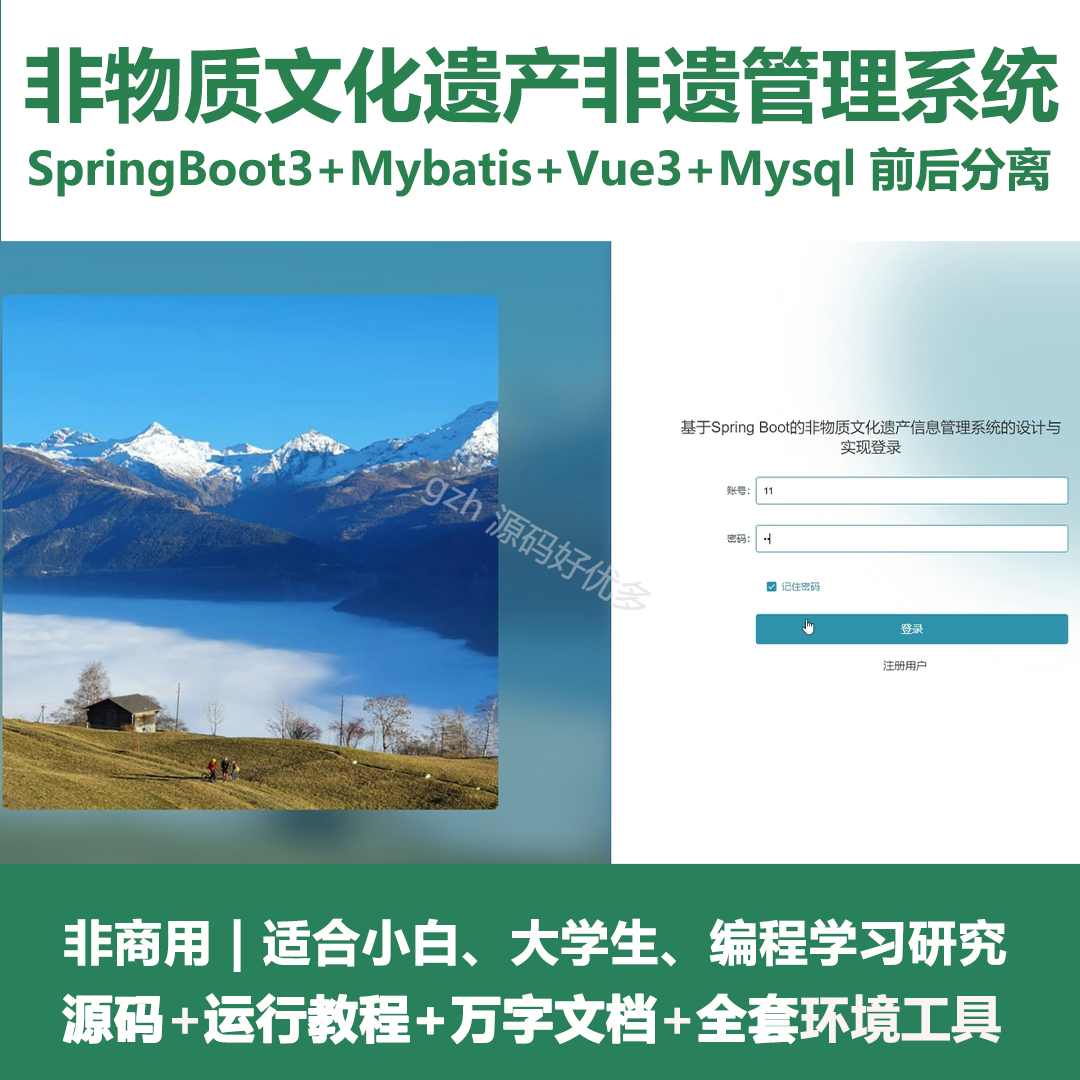 非物质文化遗产非遗管理系统
SpringBoot3+Mybatis+Vue3+Mysql 前后分离
基于Spring Boot的非物质文化遗产信息管理系统的设计与
实现登录
账号: 11
gzh 源码好优多
密码: ••
记住密码
登录
注册用户
非商用 | 适合小白、大学生、编程学习研究
源码+运行教程+万字文档+全套环境工具